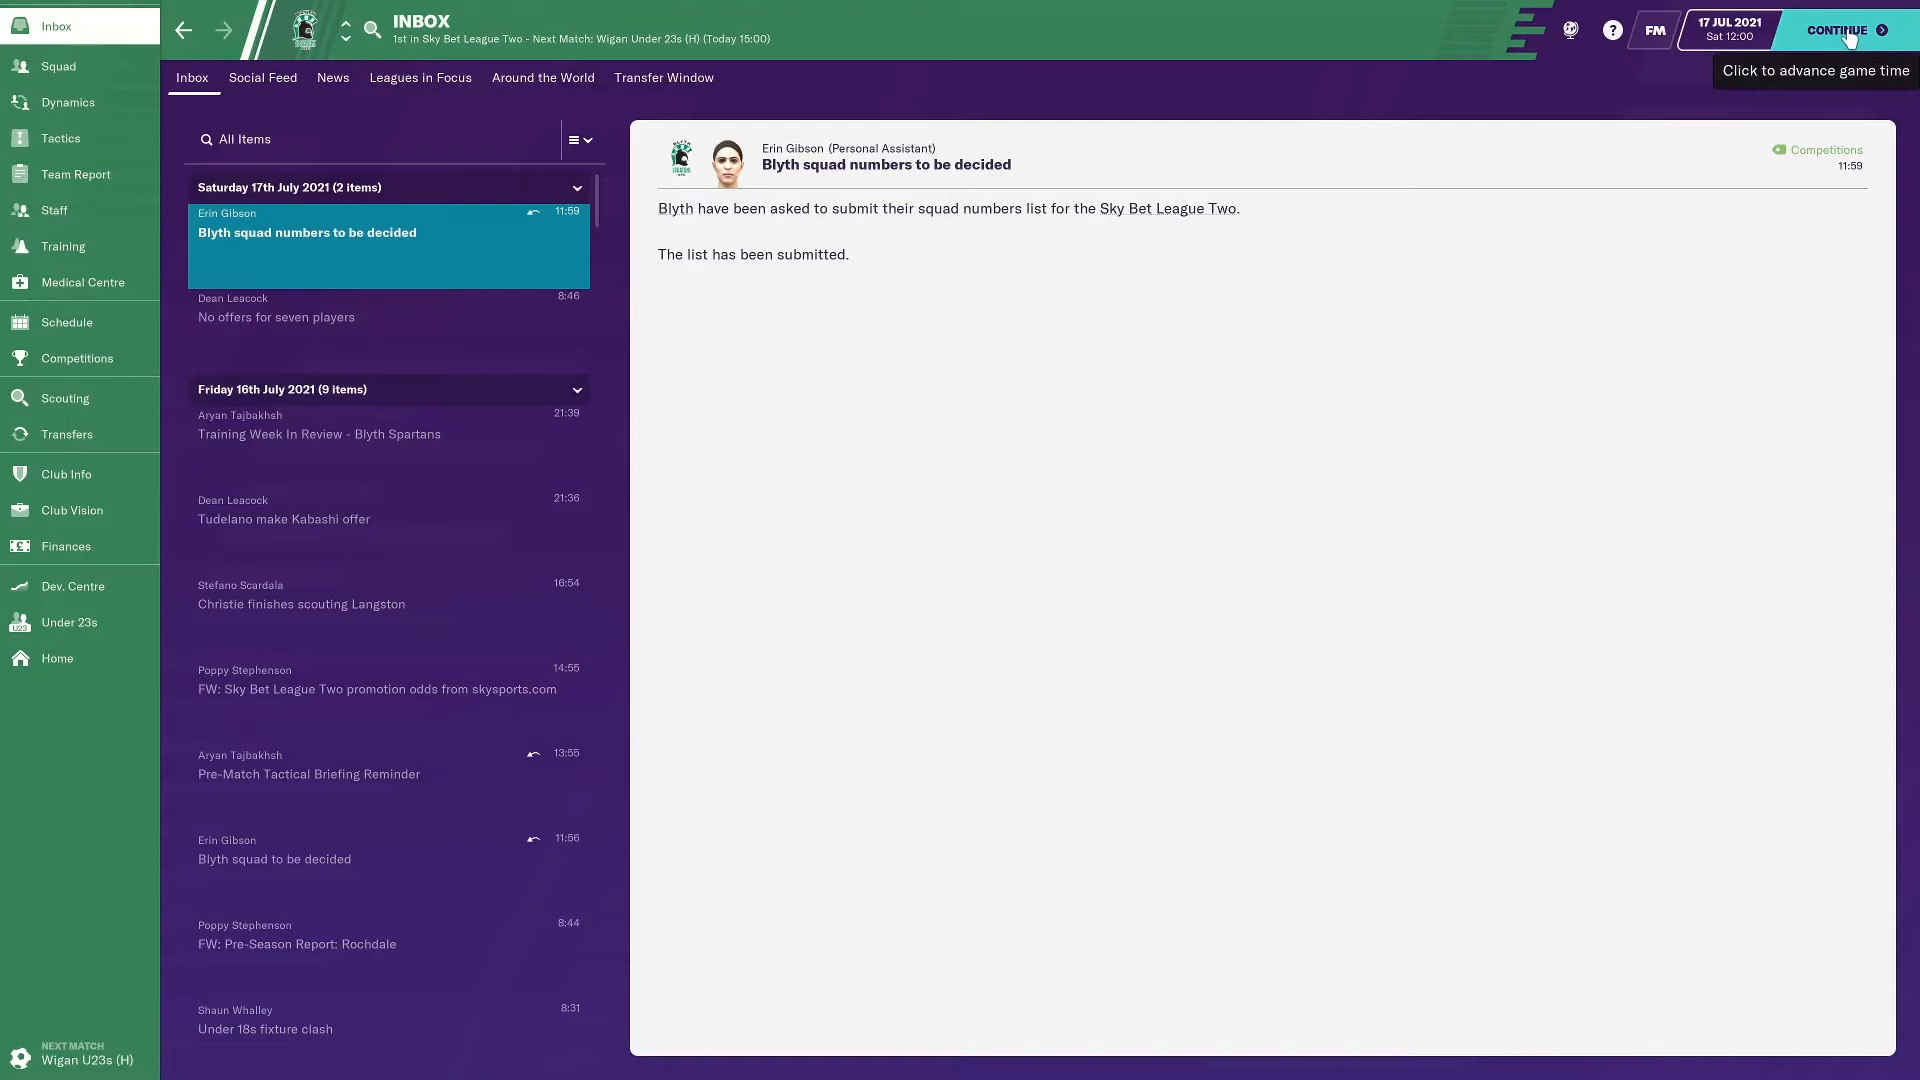 Inbox
Squad
Dynamics
Tactics
Team Report
Staff
Training
Medical Centre
Schedule
Competitions
Scouting
Transfers
Club Info
Club Vision
Finances
Dev. Centre
Under 23s
Home
NEXT MATCH
Wigan U23s (H)
INBOX
1st in Sky Bet League Two - Next Match: Wigan Under 23s (H) (Today 15:00)
?
FM
17 JUL 2021
Sat 12:00
CONTINUE
Click to advance game time
Inbox Social Feed News Leagues in Focus Around the World Transfer Window
All Items
Saturday 17th July 2021 (2 items)
Erin Gibson 11:59
Blyth squad numbers to be decided
Dean Leacock 8:46
No offers for seven players
Friday 16th July 2021 (9 items)
Aryan Tajbakhsh 21:39
Training Week In Review - Blyth Spartans
Dean Leacock 21:36
Tudelano make Kabashi offer
Stefano Scardala 16:54
Christie finishes scouting Langston
Poppy Stephenson 14:55
FW: Sky Bet League Two promotion odds from skysports.com
Aryan Tajbakhsh 13:55
Pre-Match Tactical Briefing Reminder
Erin Gibson 11:56
Blyth squad to be decided
Poppy Stephenson 8:44
FW: Pre-Season Report: Rochdale
Shaun Whalley 8:31
Under 18s fixture clash
Erin Gibson (Personal Assistant)
Blyth squad numbers to be decided
Competitions
11:59
Blyth have been asked to submit their squad numbers list for the Sky Bet League Two.
The list has been submitted.